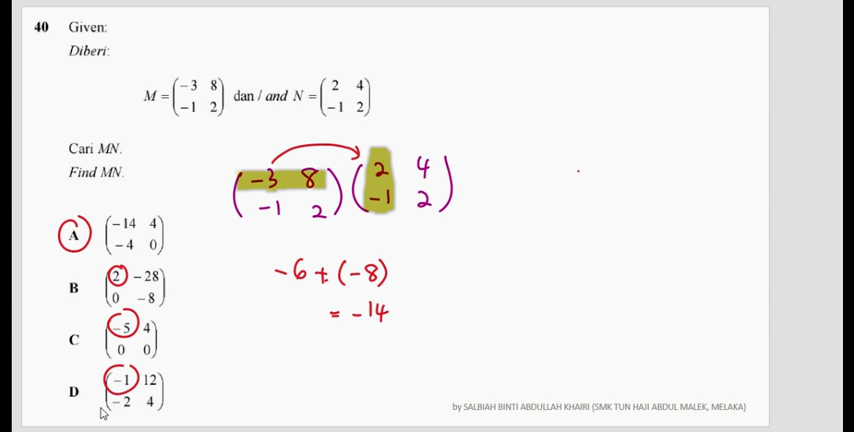 40 Given:
Diberi:
M = (-3 8 -1 2) dan / and N = (2 4 -1 2)
Cari MN.
Find MN.
(-3 8 -1 2) (2 4 -1 2)
A (-14 4 -4 0)
B (2 -28 0 -8)
C (-5 4 0 0)
D (-1 12 -2 4)
-6 + (-8)
= -14
by SALBIAH BINTI ABDULLAH KHAIRI (SMK TUN HAJI ABDUL MALEK, MELAKA)